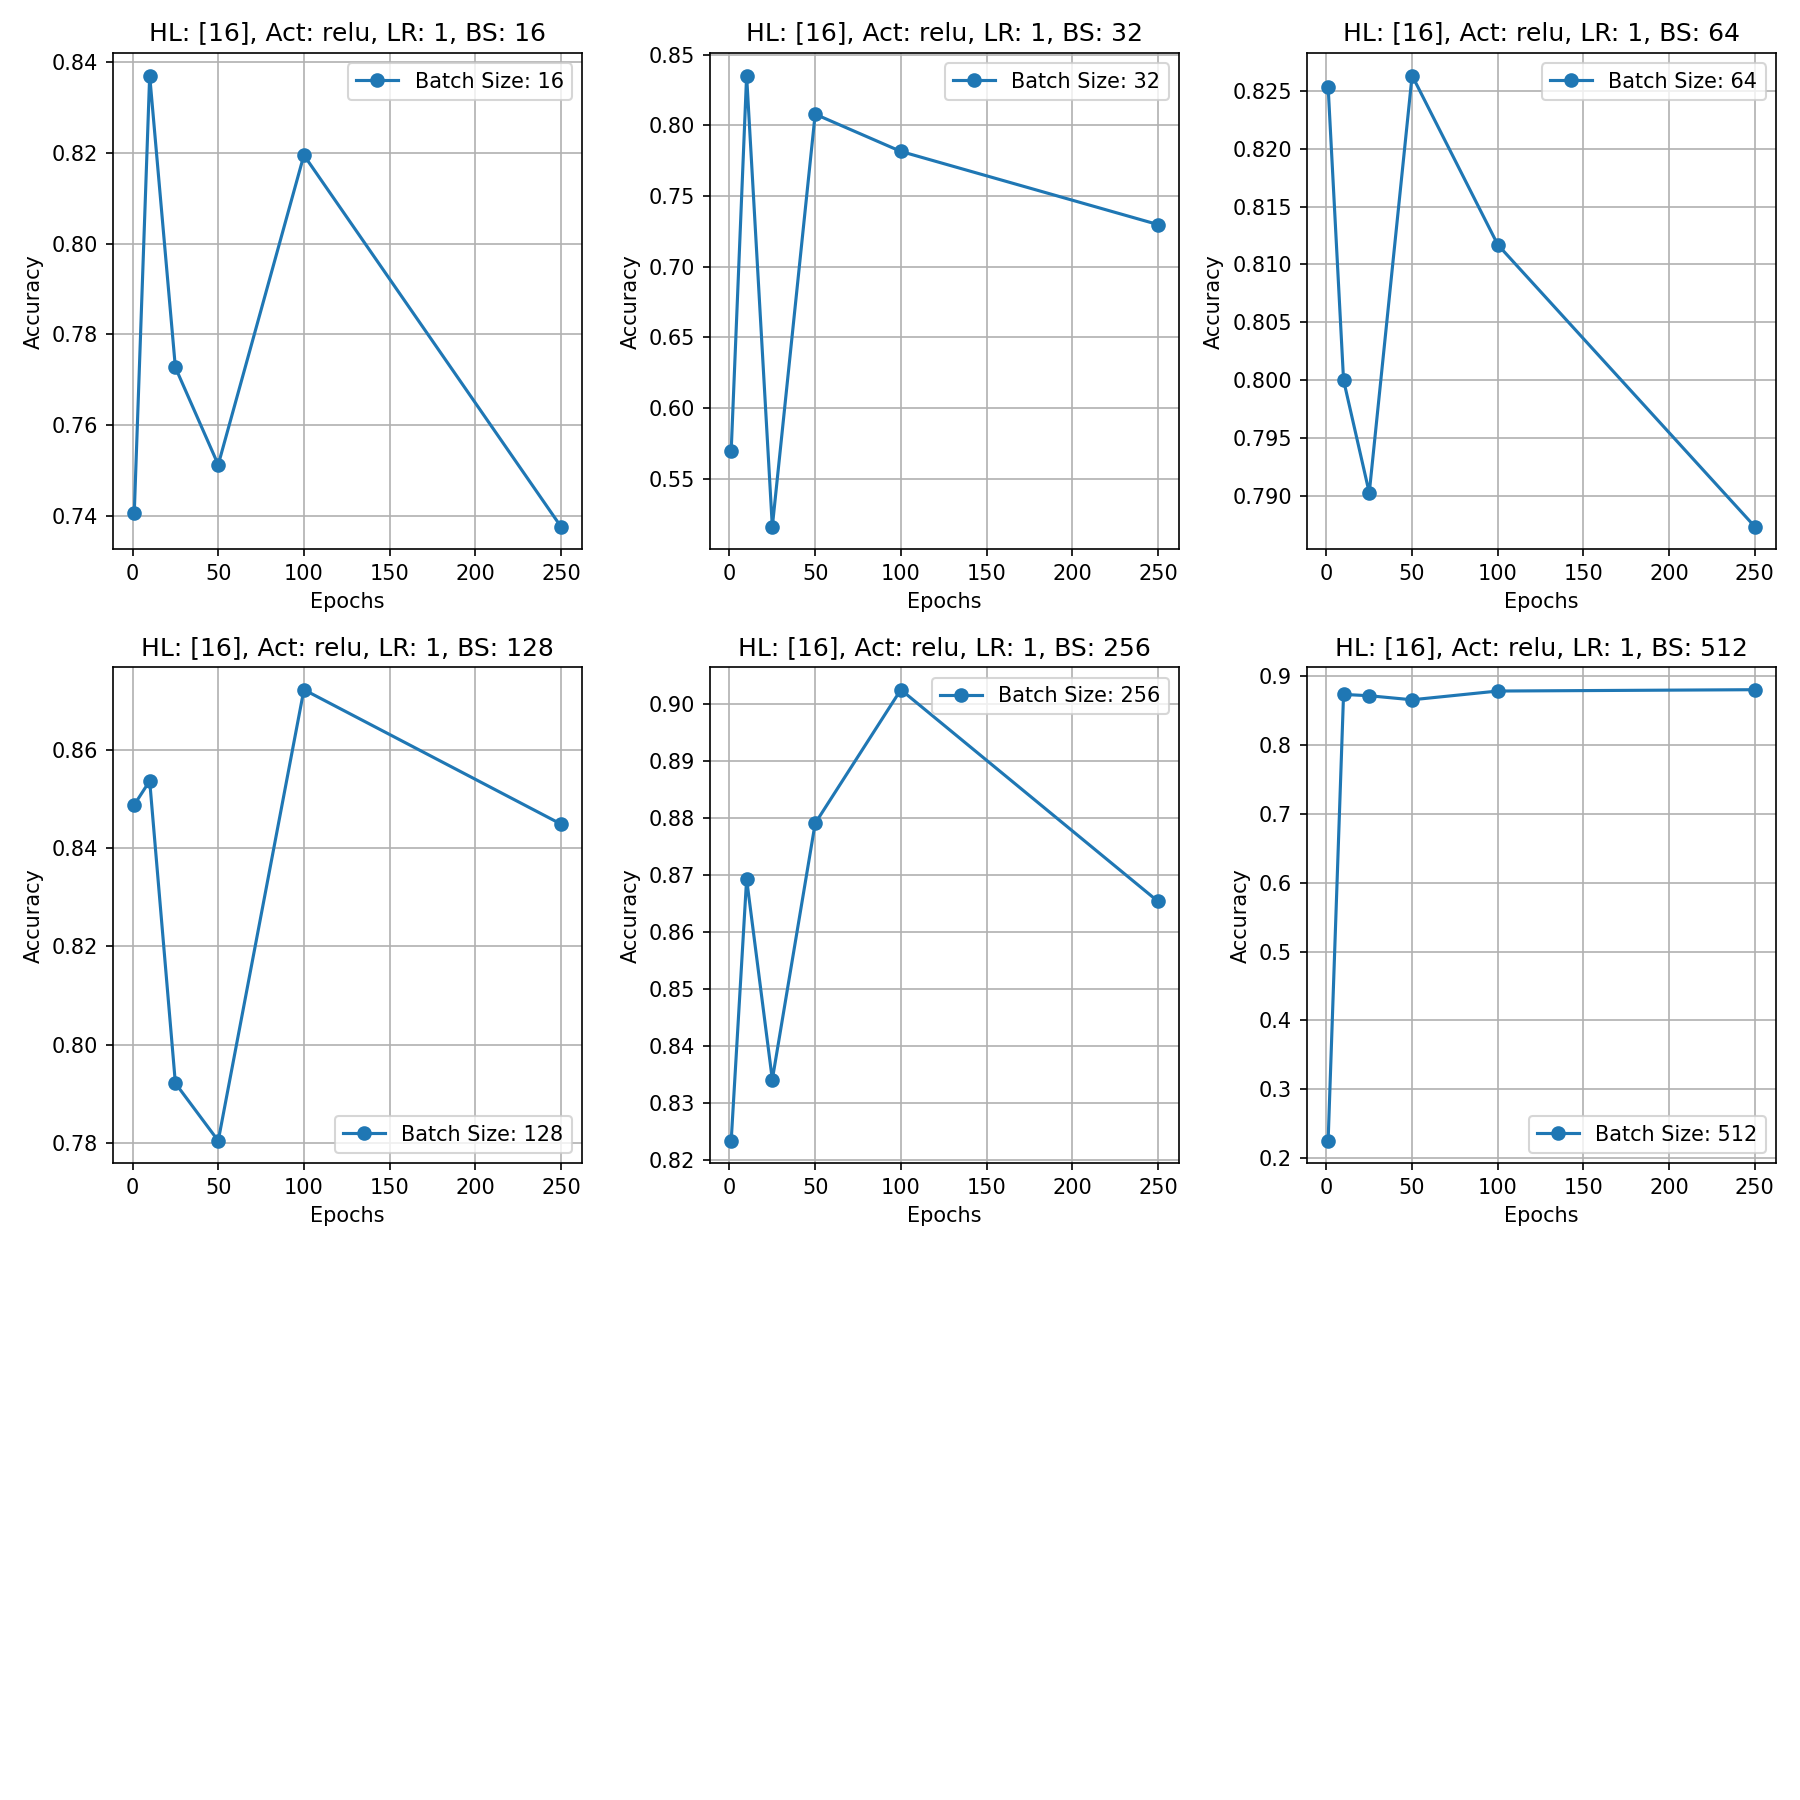 HL: [16], Act: relu, LR: 1, BS: 16
Batch Size: 16
0.84
0.82
0.80
0.78
0.76
0.74
Accuracy
0 50 100 150 200 250
Epochs
HL: [16], Act: relu, LR: 1, BS: 32
Batch Size: 32
0.85
0.80
0.75
0.70
0.65
0.60
0.55
Accuracy
0 50 100 150 200 250
Epochs
HL: [16], Act: relu, LR: 1, BS: 64
Batch Size: 64
0.825
0.820
0.815
0.810
0.805
0.800
0.795
0.790
Accuracy
0 50 100 150 200 250
Epochs
HL: [16], Act: relu, LR: 1, BS: 128
0.86
0.84
0.82
0.80
0.78
Accuracy
Batch Size: 128
0 50 100 150 200 250
Epochs
HL: [16], Act: relu, LR: 1, BS: 256
Batch Size: 256
0.90
0.89
0.88
0.87
0.86
0.85
0.84
0.83
0.82
Accuracy
0 50 100 150 200 250
Epochs
HL: [16], Act: relu, LR: 1, BS: 512
0.9
0.8
0.7
0.6
0.5
0.4
0.3
0.2
Accuracy
Batch Size: 512
0 50 100 150 200 250
Epochs